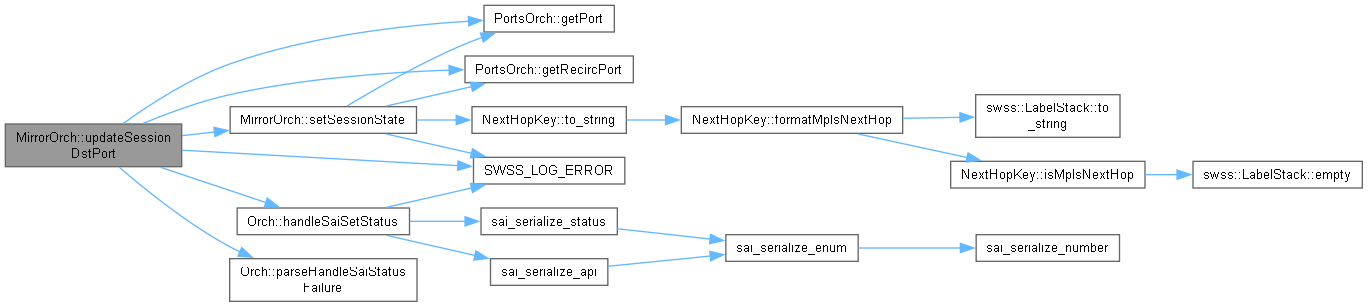 PortsOrch::getPort
PortsOrch::getRecircPort
MirrorOrch::updateSession
DstPort
MirrorOrch::setSessionState
NextHopKey::to_string
NextHopKey::formatMplsNextHop
swss::LabelStack::to
_string
SWSS_LOG_ERROR
NextHopKey::isMplsNextHop
swss::LabelStack::empty
Orch::handleSaiSetStatus
sai_serialize_status
sai_serialize_enum
sai_serialize_number
sai_serialize_api
Orch::parseHandleSaiStatus
Failure